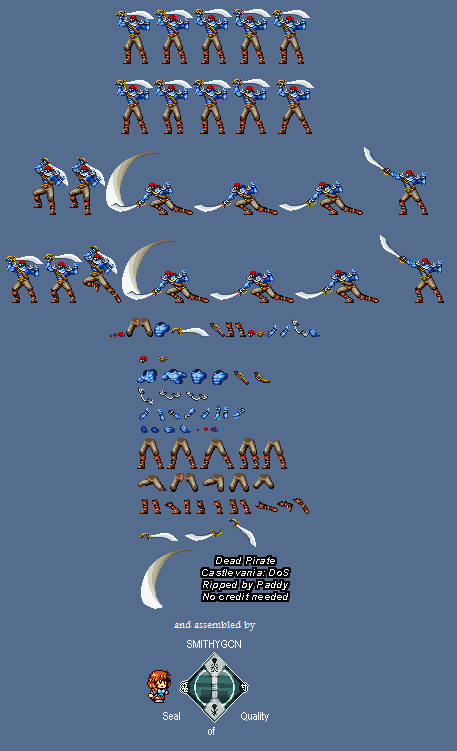 Dead Pirate
Castlevania: DoS
Ripped by Paddy
No credit needed
and assembled by
SMITHYGCN
Seal
Quality
of